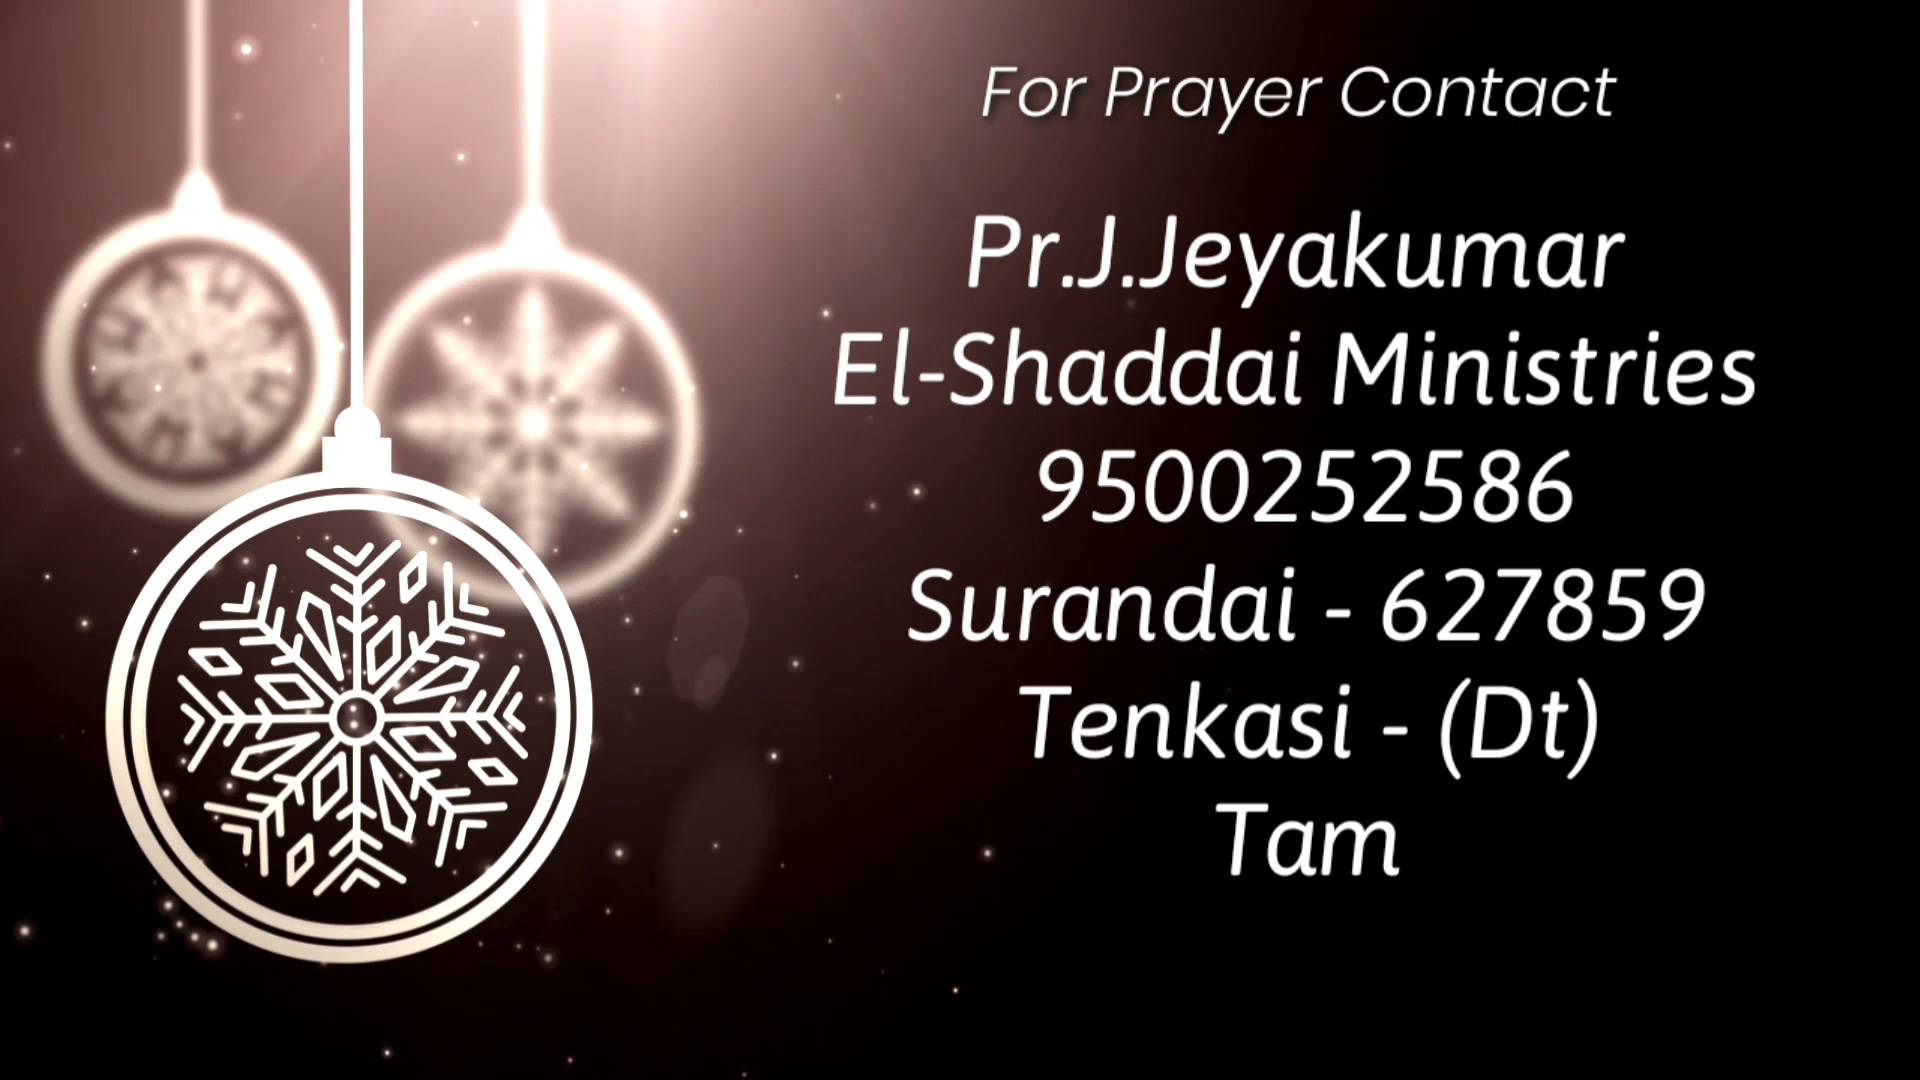 For Prayer Contact
Pr.J.Jeyakumar
El-Shaddai Ministries
9500252586
Surandai - 627859
Tenkasi - (Dt)
Tam